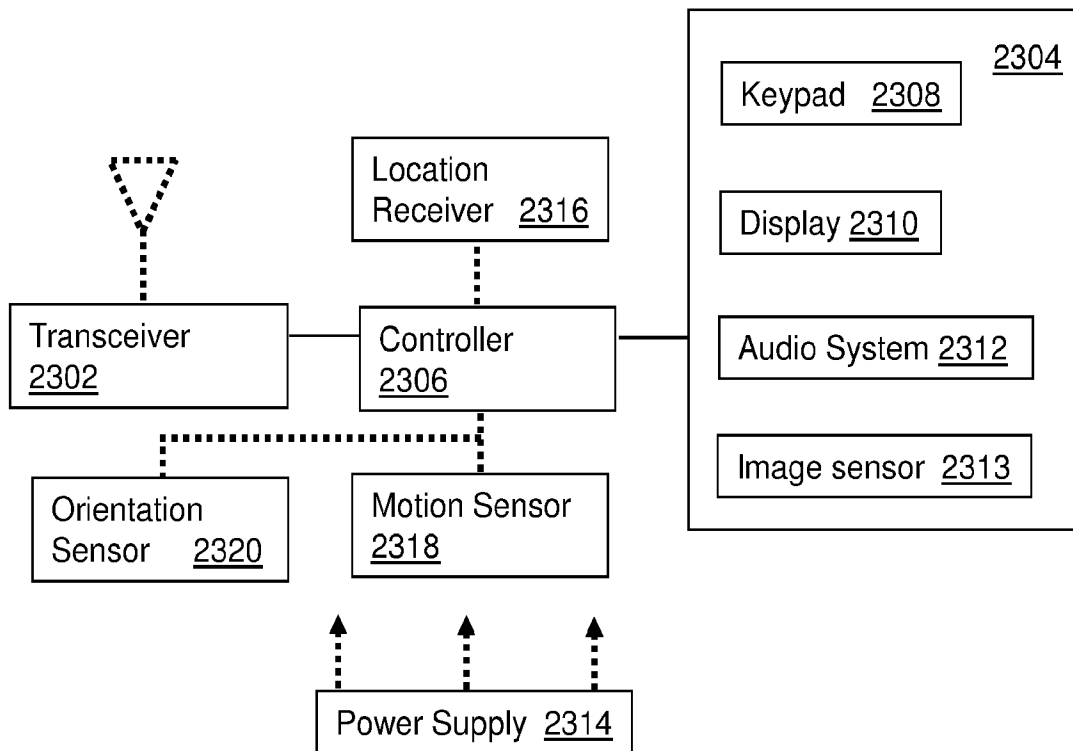 2304
Keypad 2308
Location
Receiver 2316
Display 2310
Transceiver
2302
Controller
2306
Audio System 2312
Image sensor 2313
Orientation
Sensor 2320
Motion Sensor
2318
Power Supply 2314